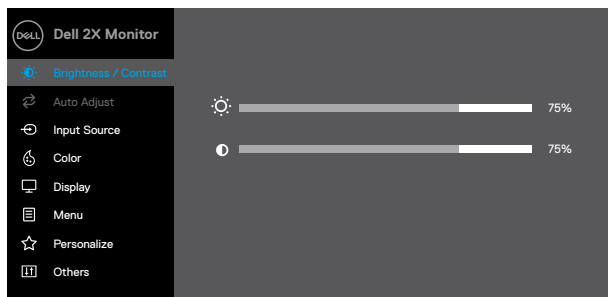 DELL Dell 2X Monitor
Brightness / Contrast
Auto Adjust
75%
Input Source
Color
75%
Display
Menu
Personalize
Others